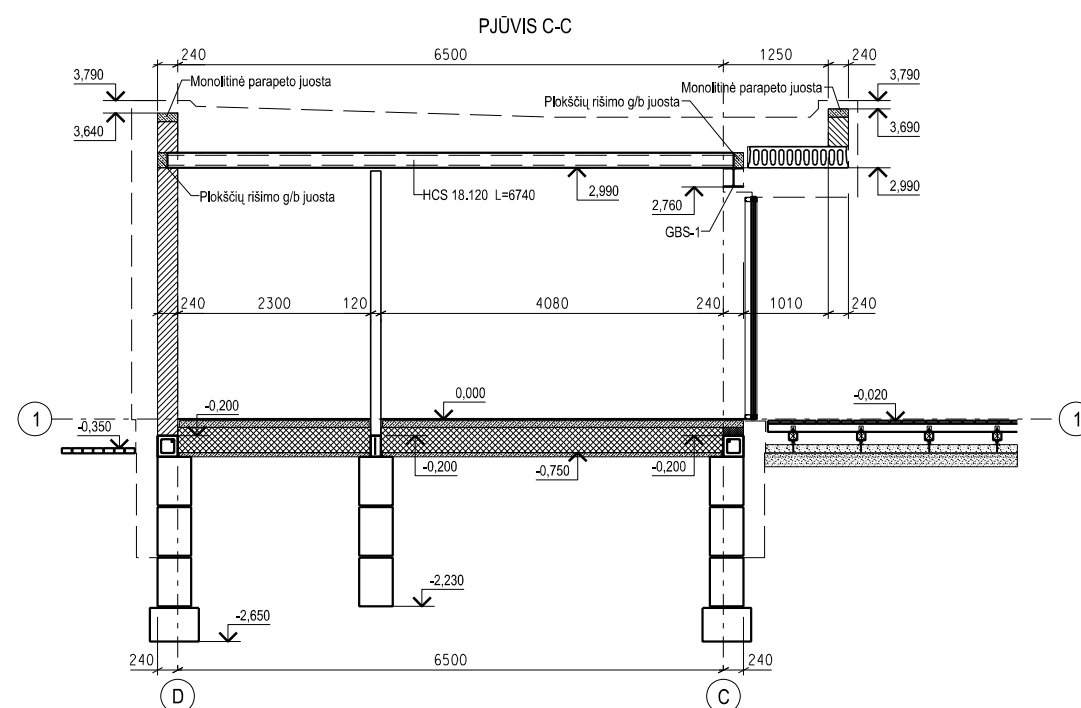 PJŪVIS C-C
240 6500 1250 240
3,790 Monolitinė parapeto juosta Monolitinė parapeto juosta 3,790
Plokščių rišimo g/b juosta
3,640 3,690
Plokščių rišimo g/b juosta HCS 18.120 L=6740 2,990 2,760 2,990
GBS-1
240 2300 120 4080 240 1010 240
1 -0,350 -0,200 0,000 -0,020 1
-0,200 -0,750 -0,200
-2,230
-2,650
240 6500 240
D C